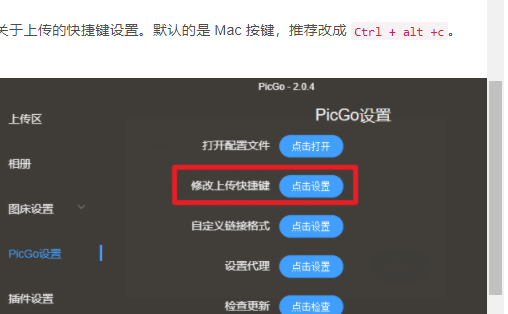 关于上传的快捷键设置。默认的是 Mac 按键，推荐改成 Ctrl + alt +c 。
PicGo - 2.0.4
PicGo设置
上传区
相册
图床设置
PicGo设置
插件设置
打开配置文件 点击打开
修改上传快捷键 点击设置
自定义链接格式 点击设置
设置代理 点击设置
检查更新 点击检查